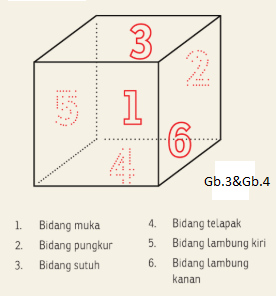 3
2
5
1
6
4
Gb.3&Gb.4
1. Bidang muka
2. Bidang pungkur
3. Bidang sutuh
4. Bidang telapak
5. Bidang lambung kiri
6. Bidang lambung
kanan